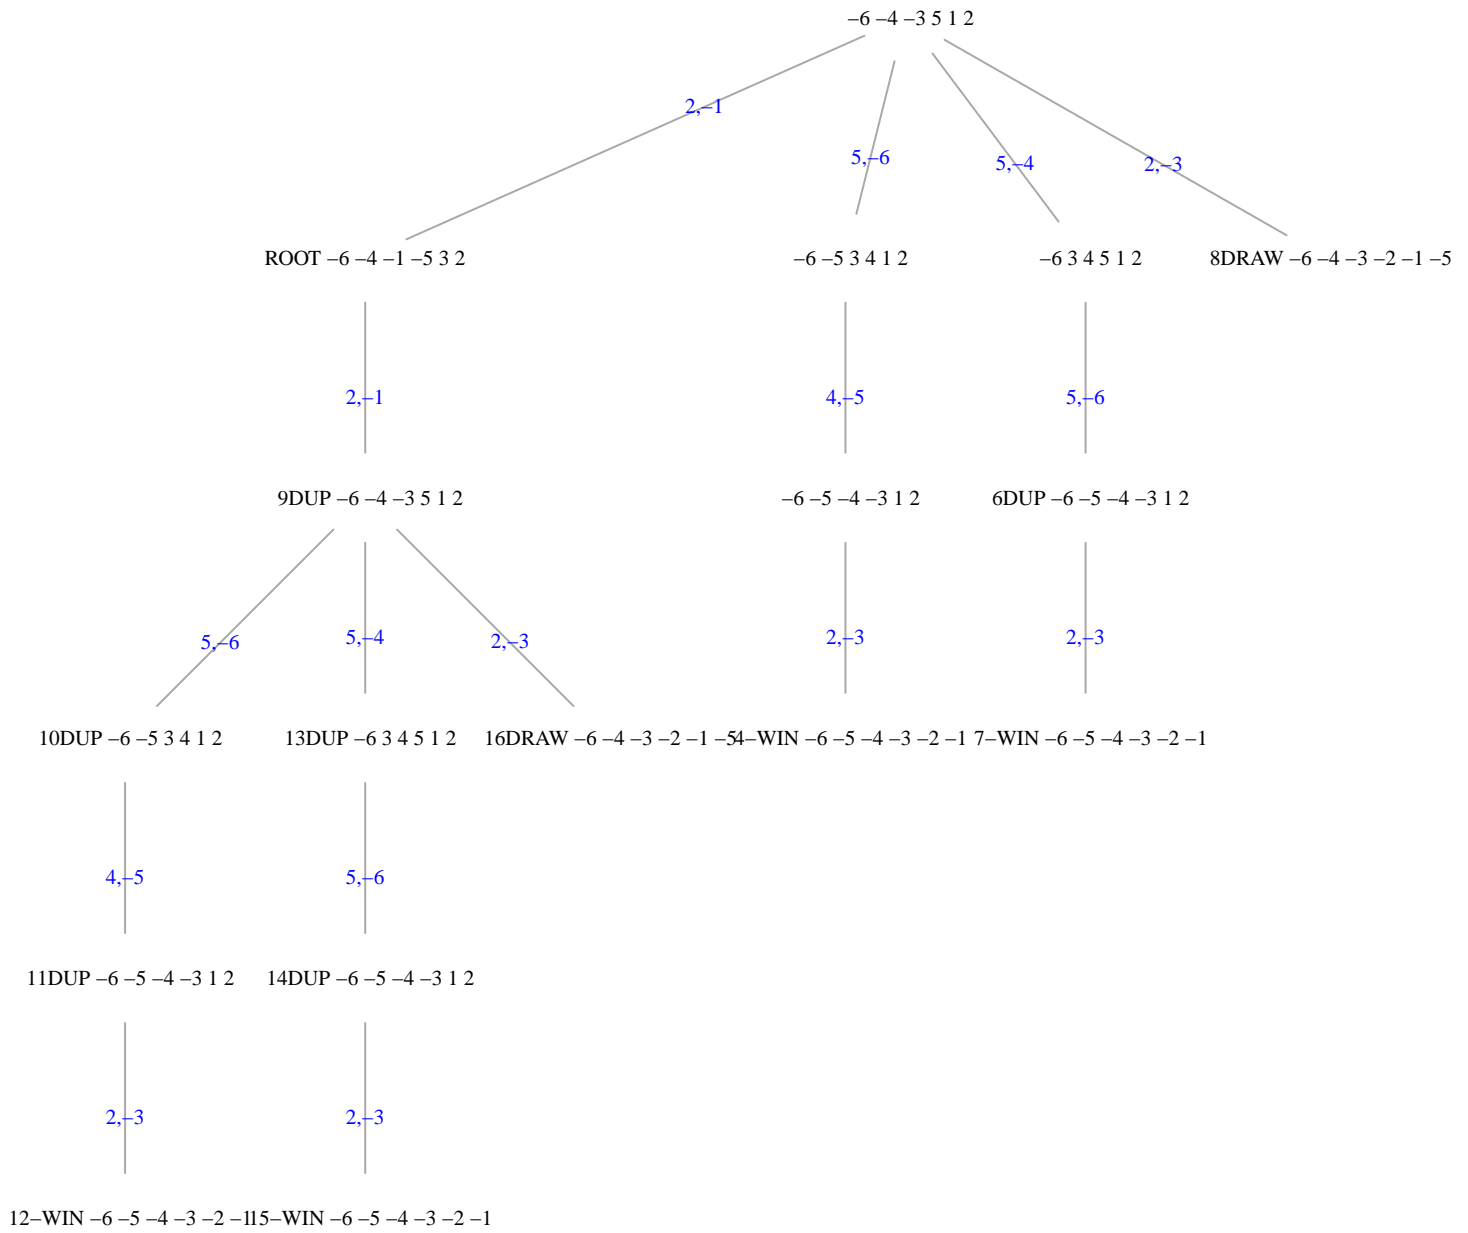 −6 −4 −3 5 1 2
2,−1
5,−6
5,−4
2,−3
ROOT −6 −4 −1 −5 3 2
−6 −5 3 4 1 2
−6 3 4 5 1 2
8DRAW −6 −4 −3 −2 −1 −5
2,−1
4,−5
5,−6
9DUP −6 −4 −3 5 1 2
−6 −5 −4 −3 1 2
6DUP −6 −5 −4 −3 1 2
5,−6
5,−4
2,−3
2,−3
2,−3
10DUP −6 −5 3 4 1 2
13DUP −6 3 4 5 1 2
16DRAW −6 −4 −3 −2 −1 −5
4−WIN −6 −5 −4 −3 −2 −1
7−WIN −6 −5 −4 −3 −2 −1
4,−5
5,−6
11DUP −6 −5 −4 −3 1 2
14DUP −6 −5 −4 −3 1 2
2,−3
2,−3
12−WIN −6 −5 −4 −3 −2 −1
15−WIN −6 −5 −4 −3 −2 −1